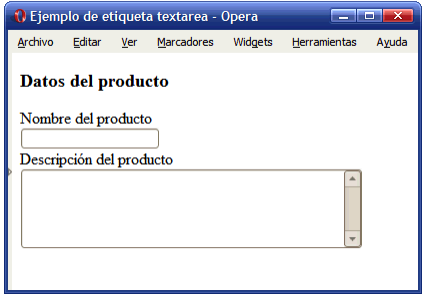 Ejemplo de etiqueta textarea - Opera
Archivo Editar Ver Marcadores Widgets Herramientas Ayuda
Datos del producto
Nombre del producto
Descripción del producto